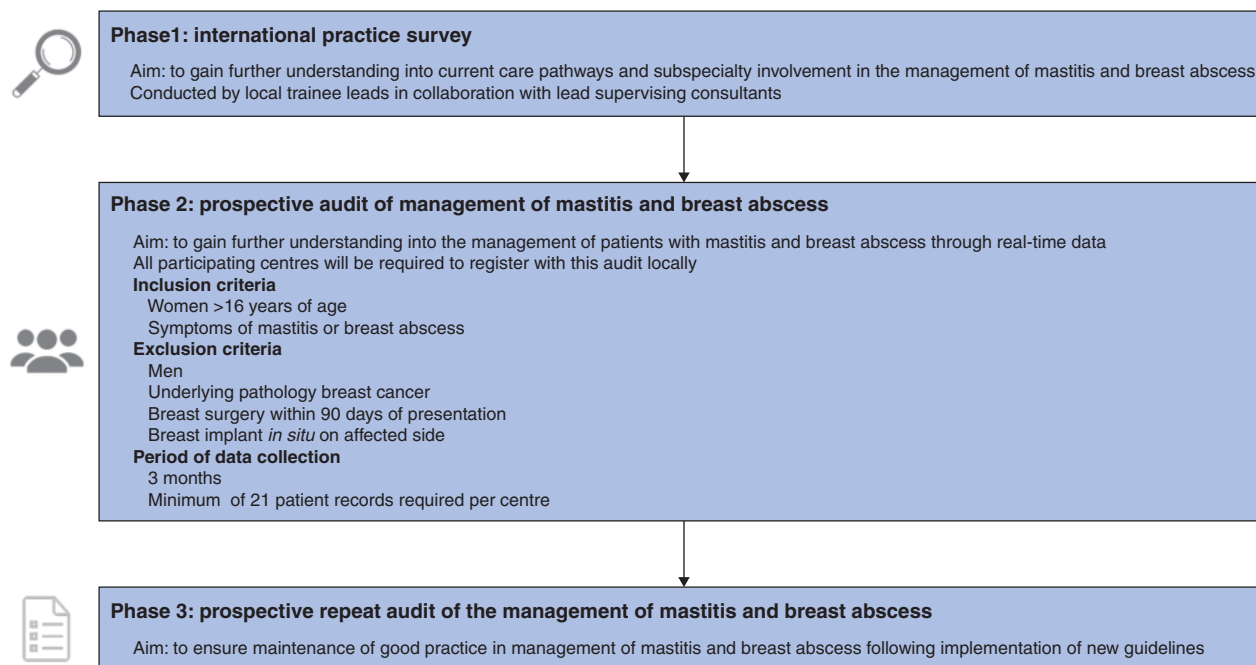 Phase1: international practice survey
Aim: to gain further understanding into current care pathways and subspecialty involvement in the management of mastitis and breast abscess
Conducted by local trainee leads in collaboration with lead supervising consultants
Phase 2: prospective audit of management of mastitis and breast abscess
Aim: to gain further understanding into the management of patients with mastitis and breast abscess through real-time data
All participating centres will be required to register with this audit locally
Inclusion criteria
Women >16 years of age
Symptoms of mastitis or breast abscess
Exclusion criteria
Men
Underlying pathology breast cancer
Breast surgery within 90 days of presentation
Breast implant in situ on affected side
Period of data collection
3 months
Minimum of 21 patient records required per centre
Phase 3: prospective repeat audit of the management of mastitis and breast abscess
Aim: to ensure maintenance of good practice in management of mastitis and breast abscess following implementation of new guidelines